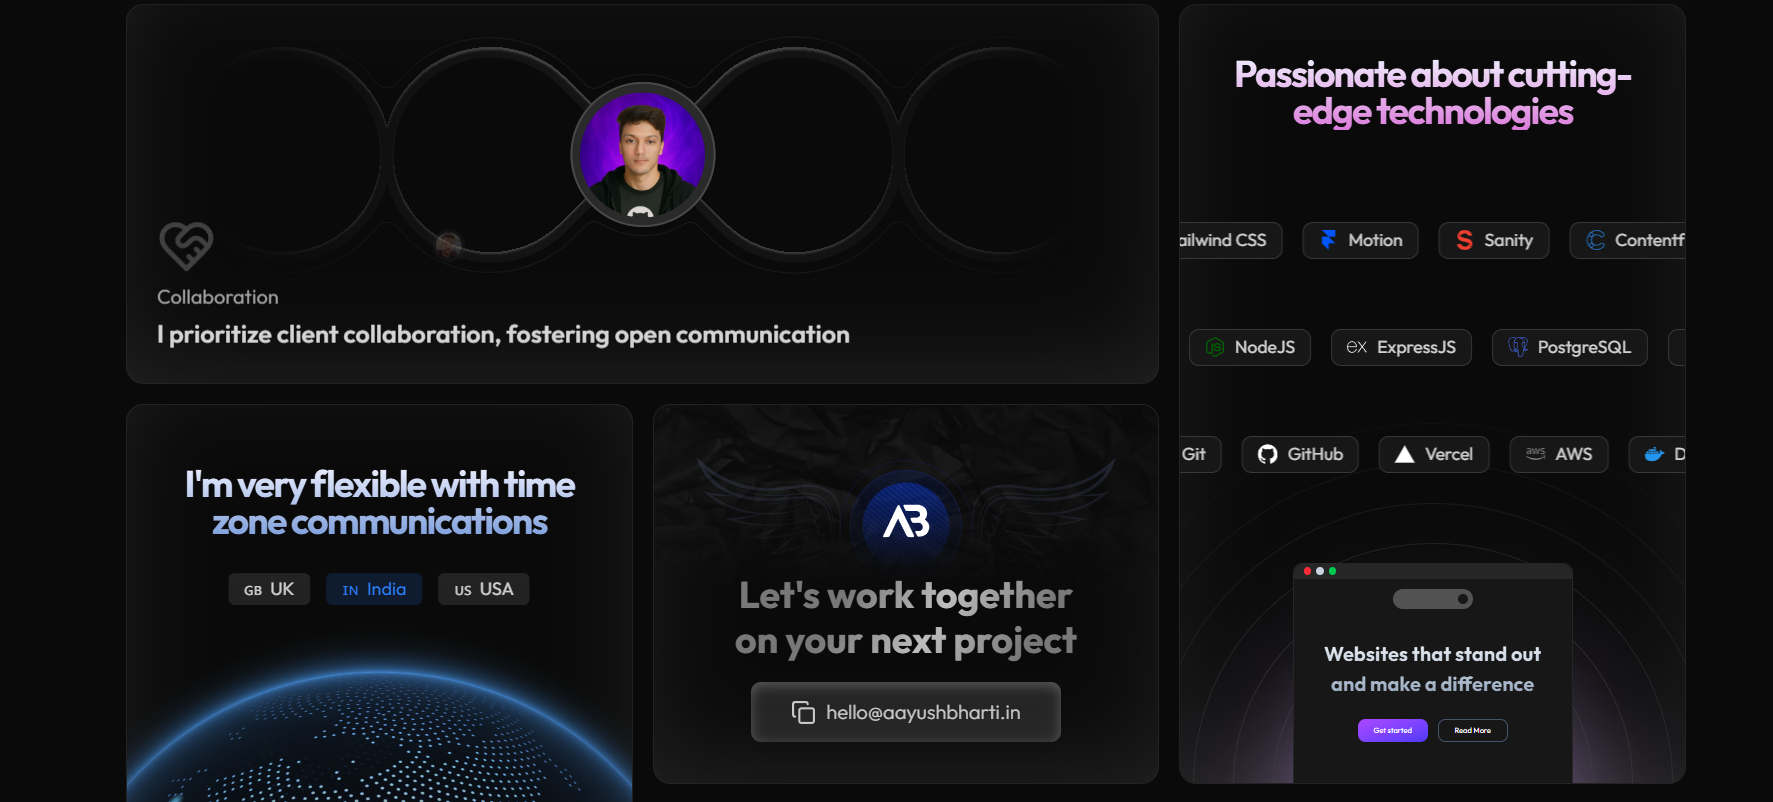 Collaboration
I prioritize client collaboration, fostering open communication
Passionate about cutting-
edge technologies
ailwind CSS
Motion
Sanity
Contentf
NodeJS
ex ExpressJS
PostgreSQL
Git
GitHub
Vercel
aws AWS
D
I'm very flexible with time
zone communications
GB UK
IN India
US USA
AB
Let's work together
on your next project
hello@aayushbharti.in
Websites that stand out
and make a difference
Get started
Read More